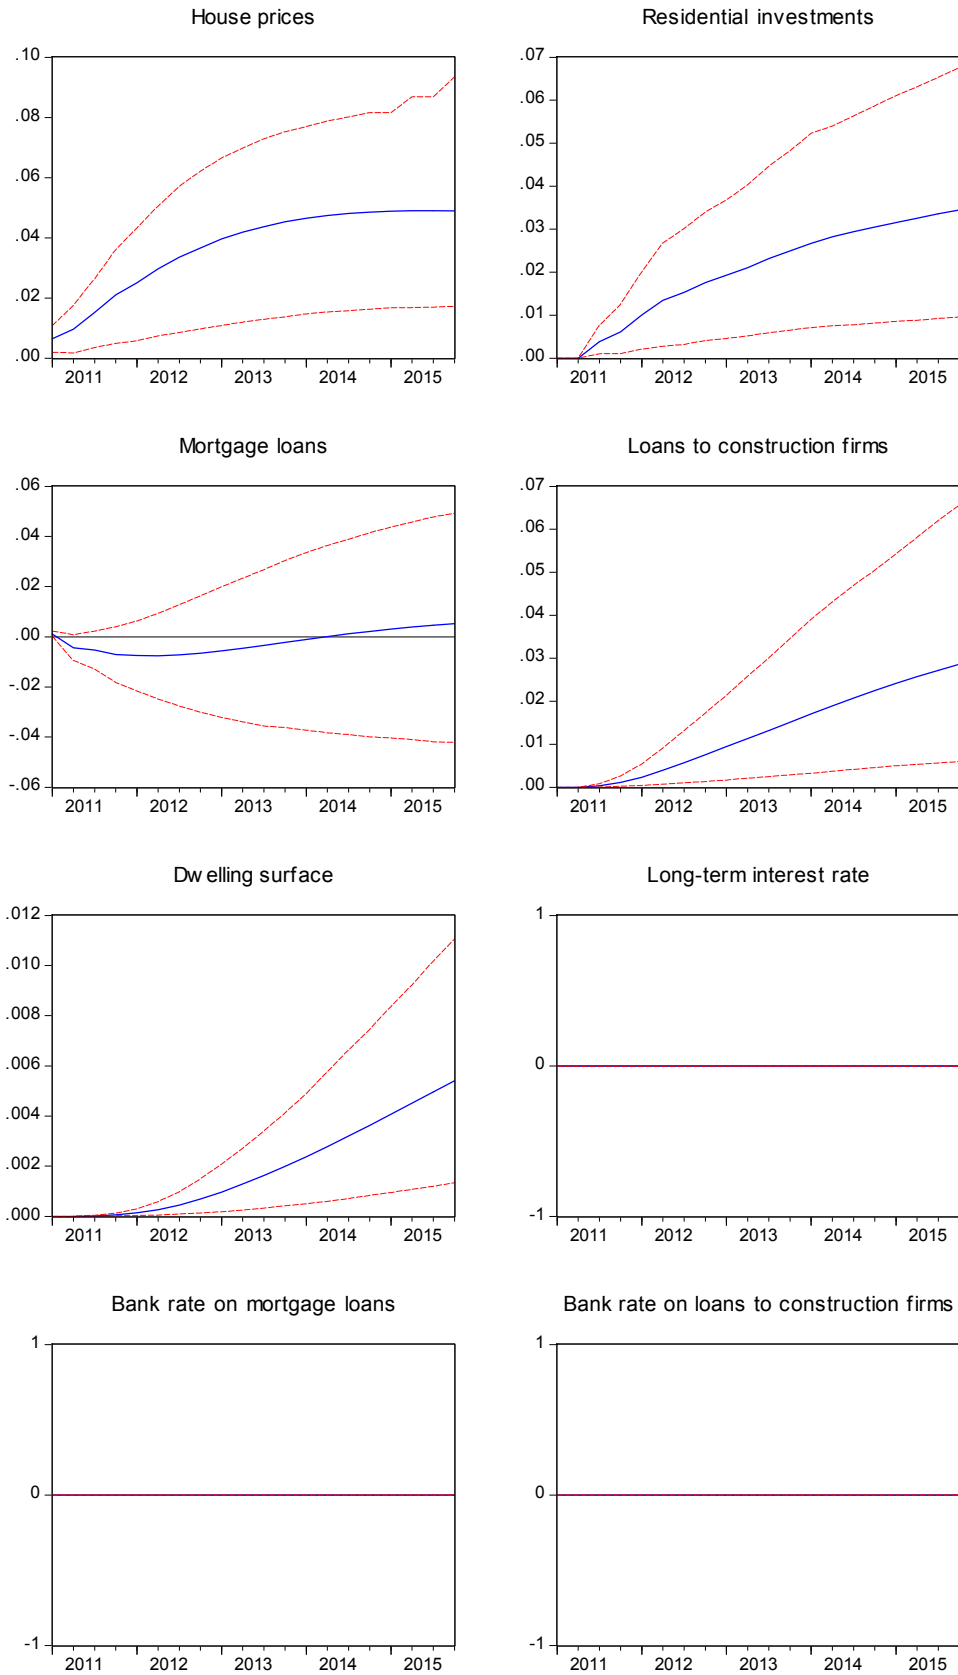 House prices
.10
.08
.06
.04
.02
.00
2011 2012 2013 2014 2015
Residential investments
.07
.06
.05
.04
.03
.02
.01
.00
2011 2012 2013 2014 2015
Mortgage loans
.06
.04
.02
.00
-.02
-.04
-.06
2011 2012 2013 2014 2015
Loans to construction firms
.07
.06
.05
.04
.03
.02
.01
.00
2011 2012 2013 2014 2015
Dwelling surface
.012
.010
.008
.006
.004
.002
.000
2011 2012 2013 2014 2015
Long-term interest rate
1
0
-1
2011 2012 2013 2014 2015
Bank rate on mortgage loans
1
0
-1
2011 2012 2013 2014 2015
Bank rate on loans to construction firms
1
0
-1
2011 2012 2013 2014 2015